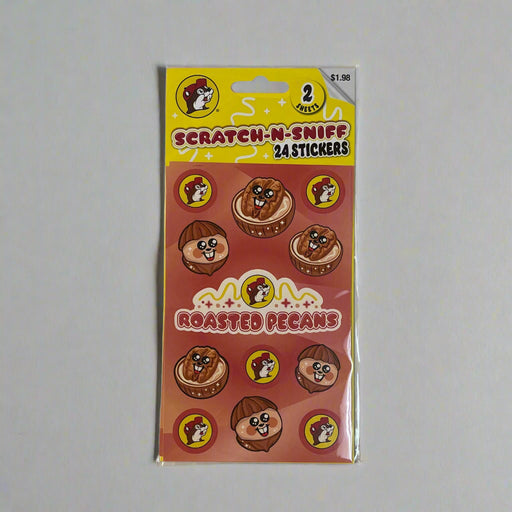 $1.98
2
SHEETS
SCRATCH-N-SNIFF
24 STICKERS
ROASTED PECANS